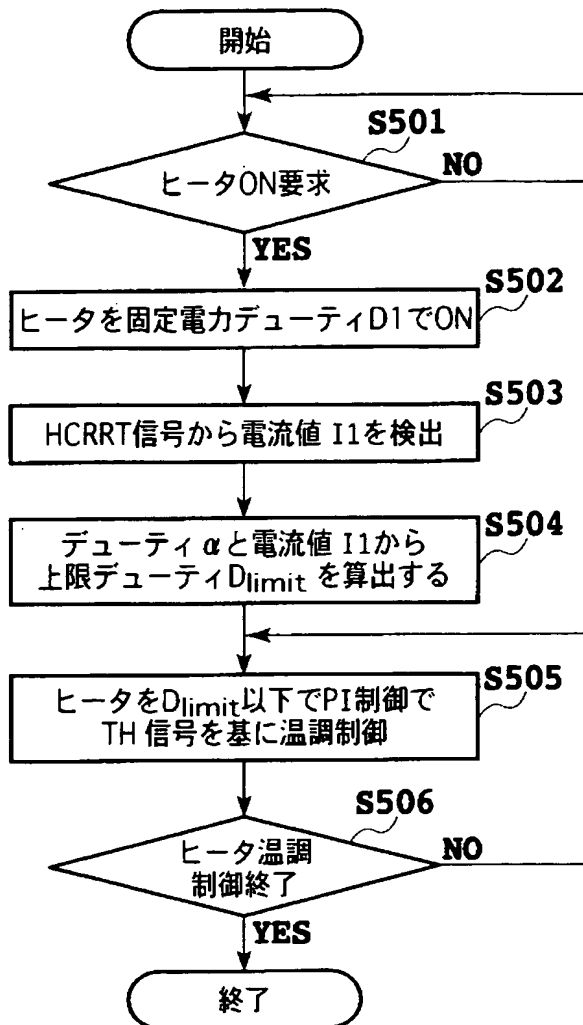 開始
S501
ヒータON要求
NO
YES
S502
ヒータを固定電力デューティD1でON
S503
HCRRT信号から電流値 I1を検出
S504
デューティαと電流値 I1から
上限デューティDlimit を算出する
S505
ヒータをDlimit以下でPI制御で
TH 信号を基に温調制御
S506
ヒータ温調
制御終了
NO
YES
終了